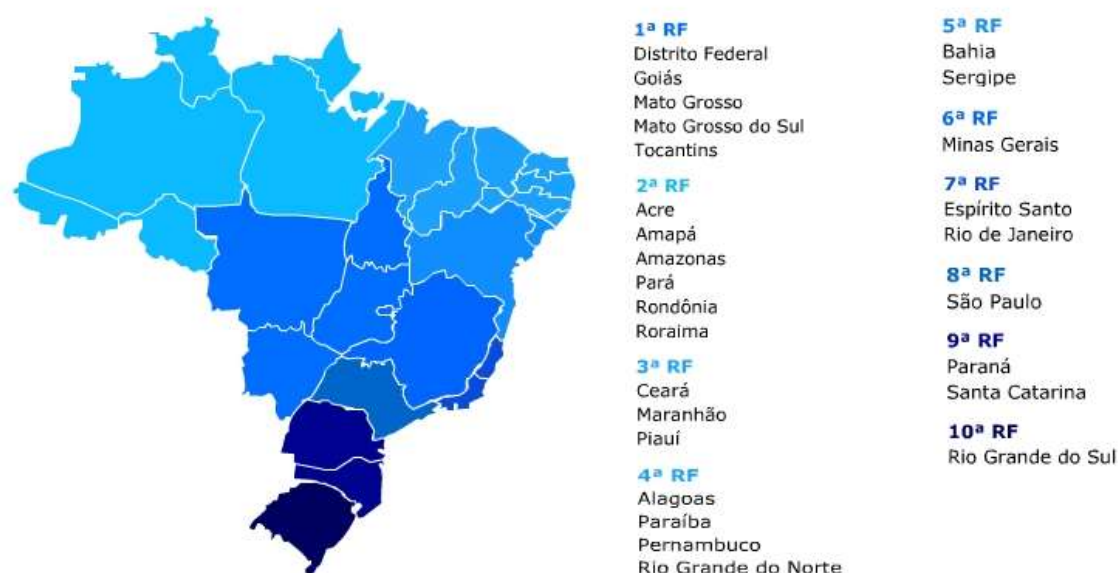 1ª RF
Distrito Federal
Goiás
Mato Grosso
Mato Grosso do Sul
Tocantins
2ª RF
Acre
Amapá
Amazonas
Pará
Rondônia
Roraima
3ª RF
Ceará
Maranhão
Piauí
4ª RF
Alagoas
Paraíba
Pernambuco
Rio Grande do Norte
5ª RF
Bahia
Sergipe
6ª RF
Minas Gerais
7ª RF
Espírito Santo
Rio de Janeiro
8ª RF
São Paulo
9ª RF
Paraná
Santa Catarina
10ª RF
Rio Grande do Sul